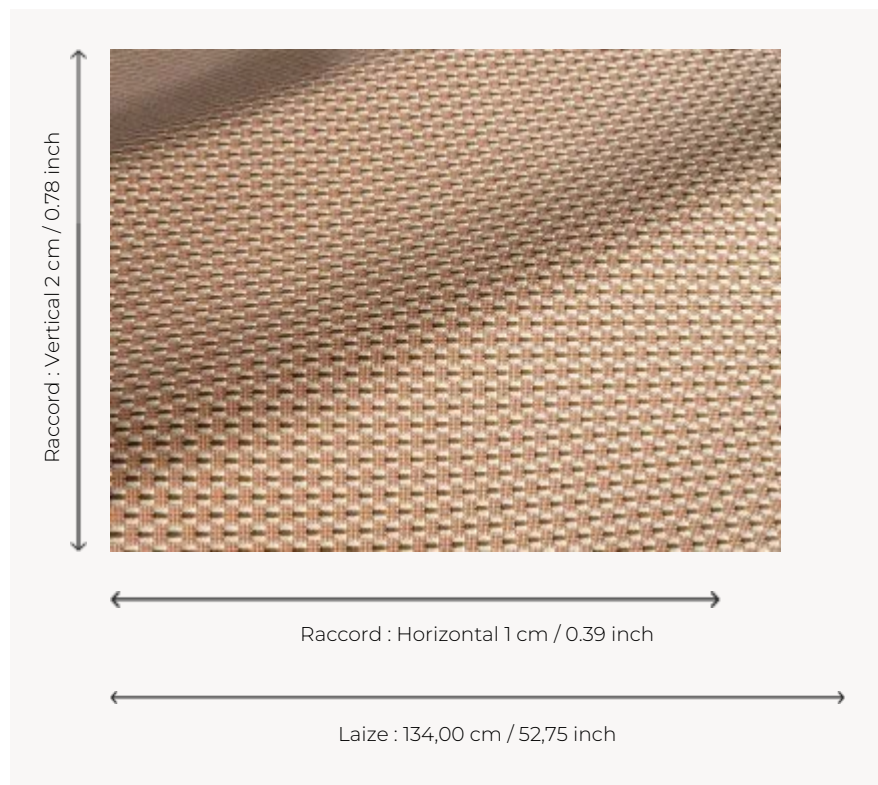 Raccord : Vertical 2 cm / 0.78 inch
Raccord : Horizontal 1 cm / 0.39 inch
Laize : 134,00 cm / 52,75 inch